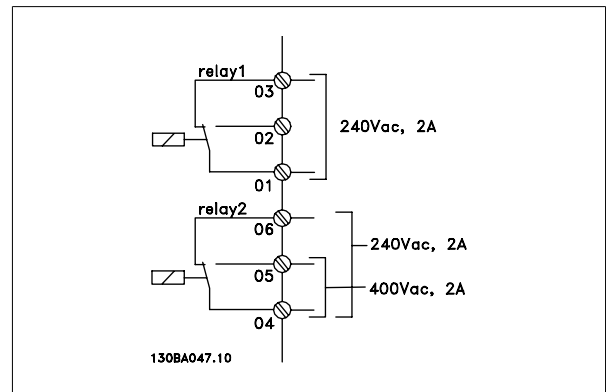 relay1
03
02
240Vac, 2A
01
relay2
06
240Vac, 2A
05
400Vac, 2A
04
130BA047.10